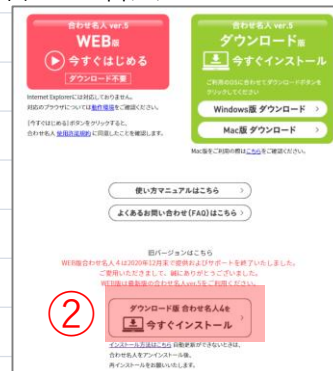 合わせ名人 ver.5
WEB版
今すぐはじめる
ダウンロード不要
Internet Explorerには対応しておりません。
対応のブラウザについては動作環境をご確認ください。
[今すぐはじめる]ボタンをクリックすると、
合わせ名人 使用許諾規約 に同意したことを確認します。
合わせ名人 ver.5
ダウンロード版
今すぐインストール
ご利用のOSに合わせてダウンロードボタンを
クリックしてください
Windows版 ダウンロード
Mac版 ダウンロード
Mac版をご利用の際はこちらをご確認ください。
使い方マニュアルはこちら
よくあるお問い合わせ(FAQ)はこちら
旧バージョンはこちら
WEB版合わせ名人４は2020年12月末で提供およびサポートを終了いたしました。
ご愛用いただきまして、誠にありがとうございました。
WEB版は最新版の合わせ名人ver.5をご利用ください。
②
ダウンロード版 合わせ名人4を
今すぐインストール
インストール方法はこちら 自動更新ができないときは、
合わせ名人をアンインストール後、
再インストールをお願いいたします。